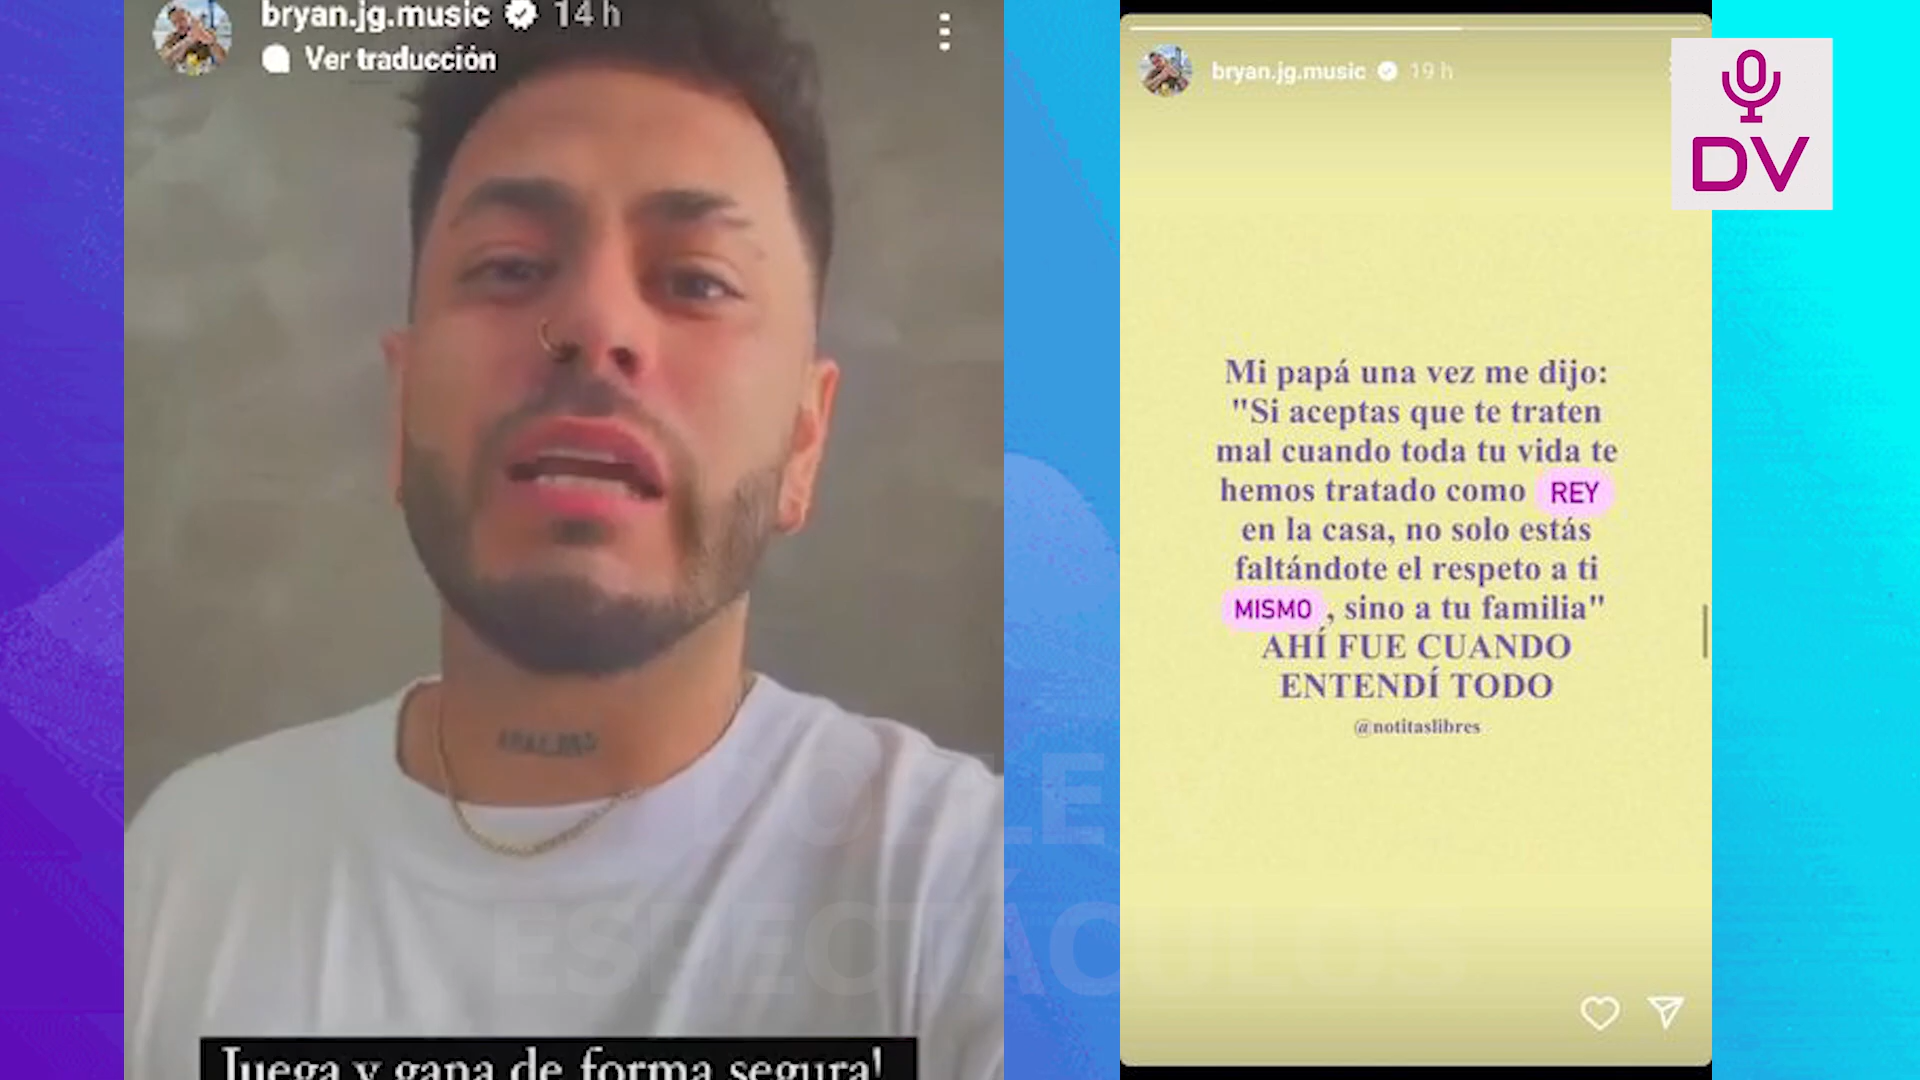 bryan.jg.music 14 h
Ver traducción
Juega y gana de forma segura!
bryan.jg.music 19 h
DV
Mi papá una vez me dijo:
"Si aceptas que te traten
mal cuando toda tu vida te
hemos tratado como REY
en la casa, no solo estás
faltándote el respeto a ti
MISMO, sino a tu familia"
AHÍ FUE CUANDO
ENTENDÍ TODO
@notitaslibres
ESPECTÁCULOS